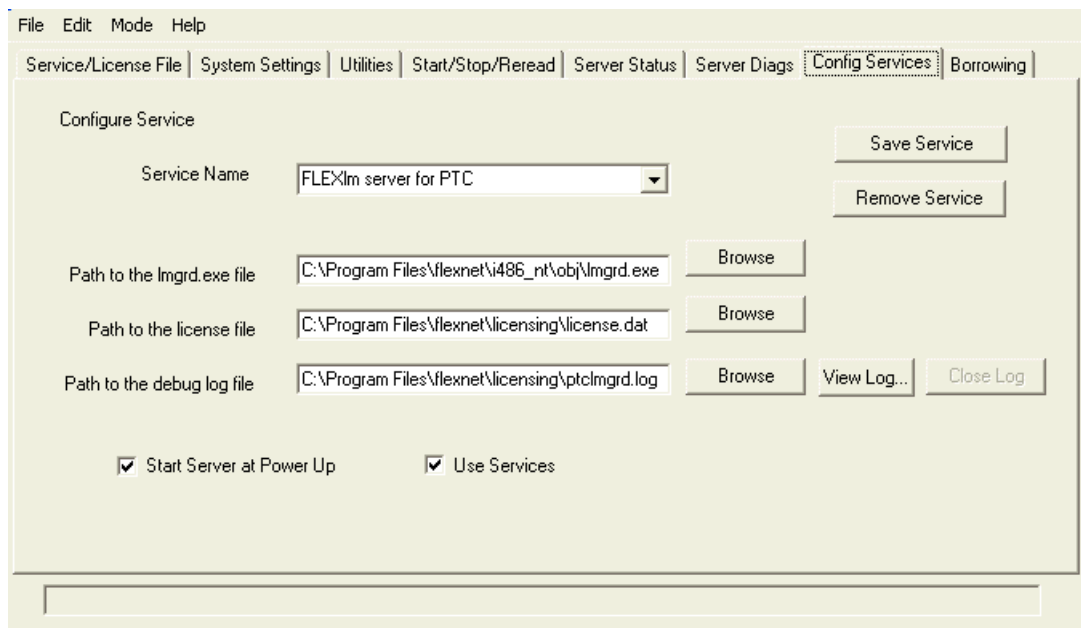 File Edit Mode Help
Service/License File System Settings Utilities Start/Stop/Reread Server Status Server Diags Config Services Borrowing
Configure Service
Save Service
Service Name FLEXlm server for PTC
Remove Service
Path to the lmgrd.exe file C:\Program Files\flexnet\i486_nt\obj\lmgrd.exe Browse
Path to the license file C:\Program Files\flexnet\licensing\license.dat Browse
Path to the debug log file C:\Program Files\flexnet\licensing\ptclmgrd.log Browse View Log... Close Log
Start Server at Power Up Use Services